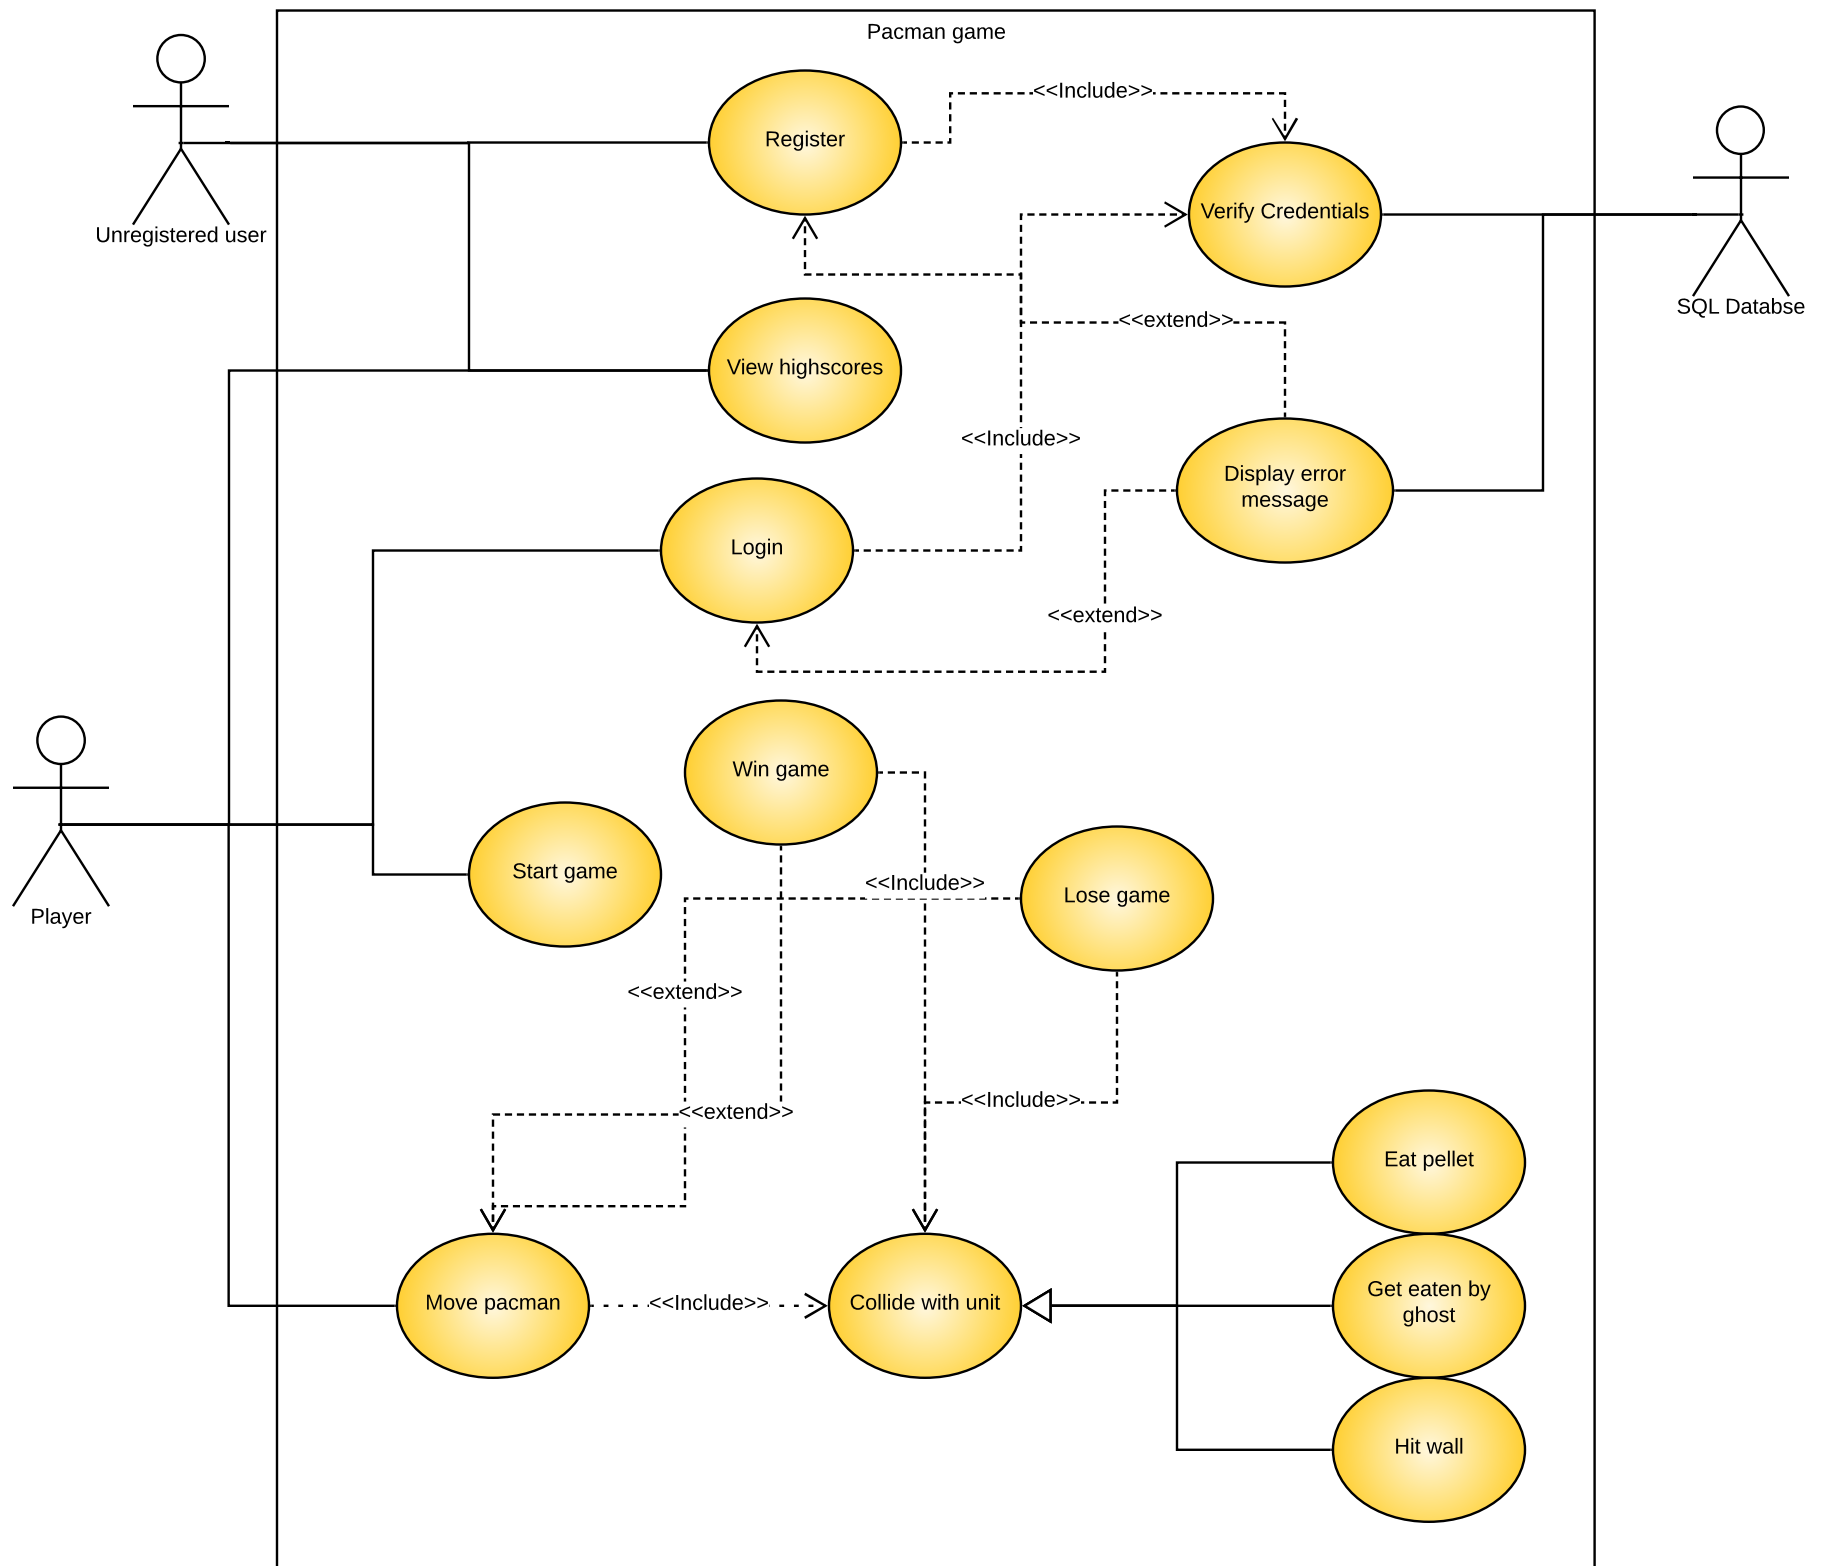 Pacman game
Register
<<Include>>
Verify Credentials
Unregistered user
SQL Databse
<<extend>>
View highscores
<<Include>>
Display error
message
Login
<<extend>>
Win game
Start game
<<Include>>
Lose game
Player
<<extend>>
<<extend>>
<<Include>>
Eat pellet
Move pacman
<<Include>>
Collide with unit
Get eaten by
ghost
Hit wall